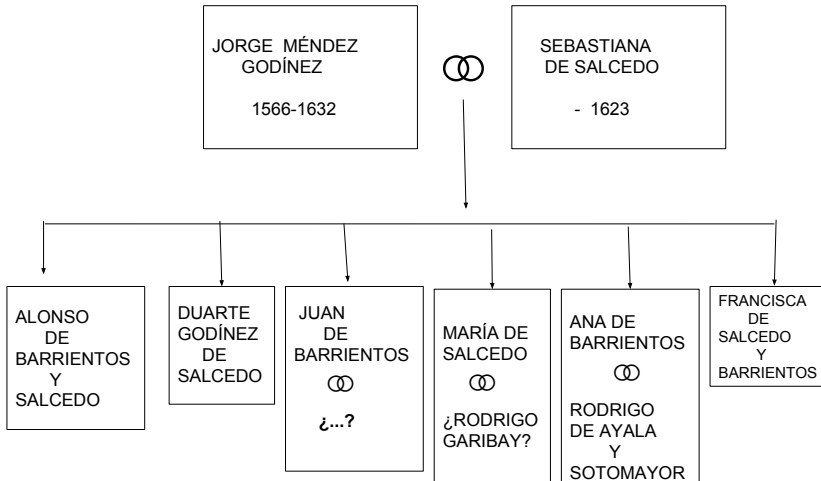 JORGE MÉNDEZ
GODÍNEZ
1566-1632
SEBASTIANA
DE SALCEDO
- 1623
ALONSO
DE
BARRIENTOS
Y
SALCEDO
DUARTE
GODÍNEZ
DE
SALCEDO
JUAN
DE
BARRIENTOS
¿...?
MARÍA DE
SALCEDO
¿RODRIGO
GARIBAY?
ANA DE
BARRIENTOS
RODRIGO
DE AYALA
Y
SOTOMAYOR
FRANCISCA
DE
SALCEDO
Y
BARRIENTOS